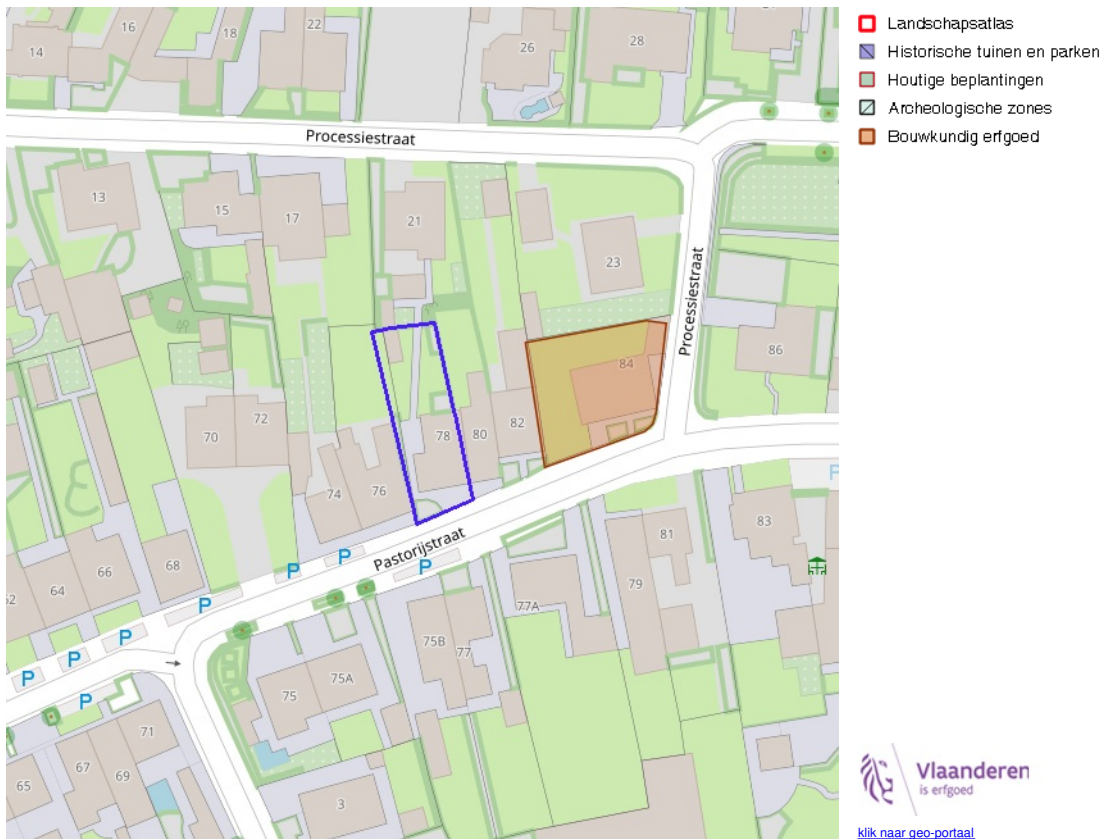 Landschapsatlas
Historische tuinen en parken
Houtige beplantingen
Archeologische zones
Bouwkundig erfgoed
14
16
18
22
26
28
Processiestraat
13
15
17
21
23
Processiestraat
86
84
82
80
78
76
74
72
70
68
66
64
Pastorijstraat
P
P
P
P
P
P
P
P
P
83
81
79
77A
77
75B
75A
75
71
69
67
65
3
Vlaanderen
is erfgoed
klik naar geo-portaal